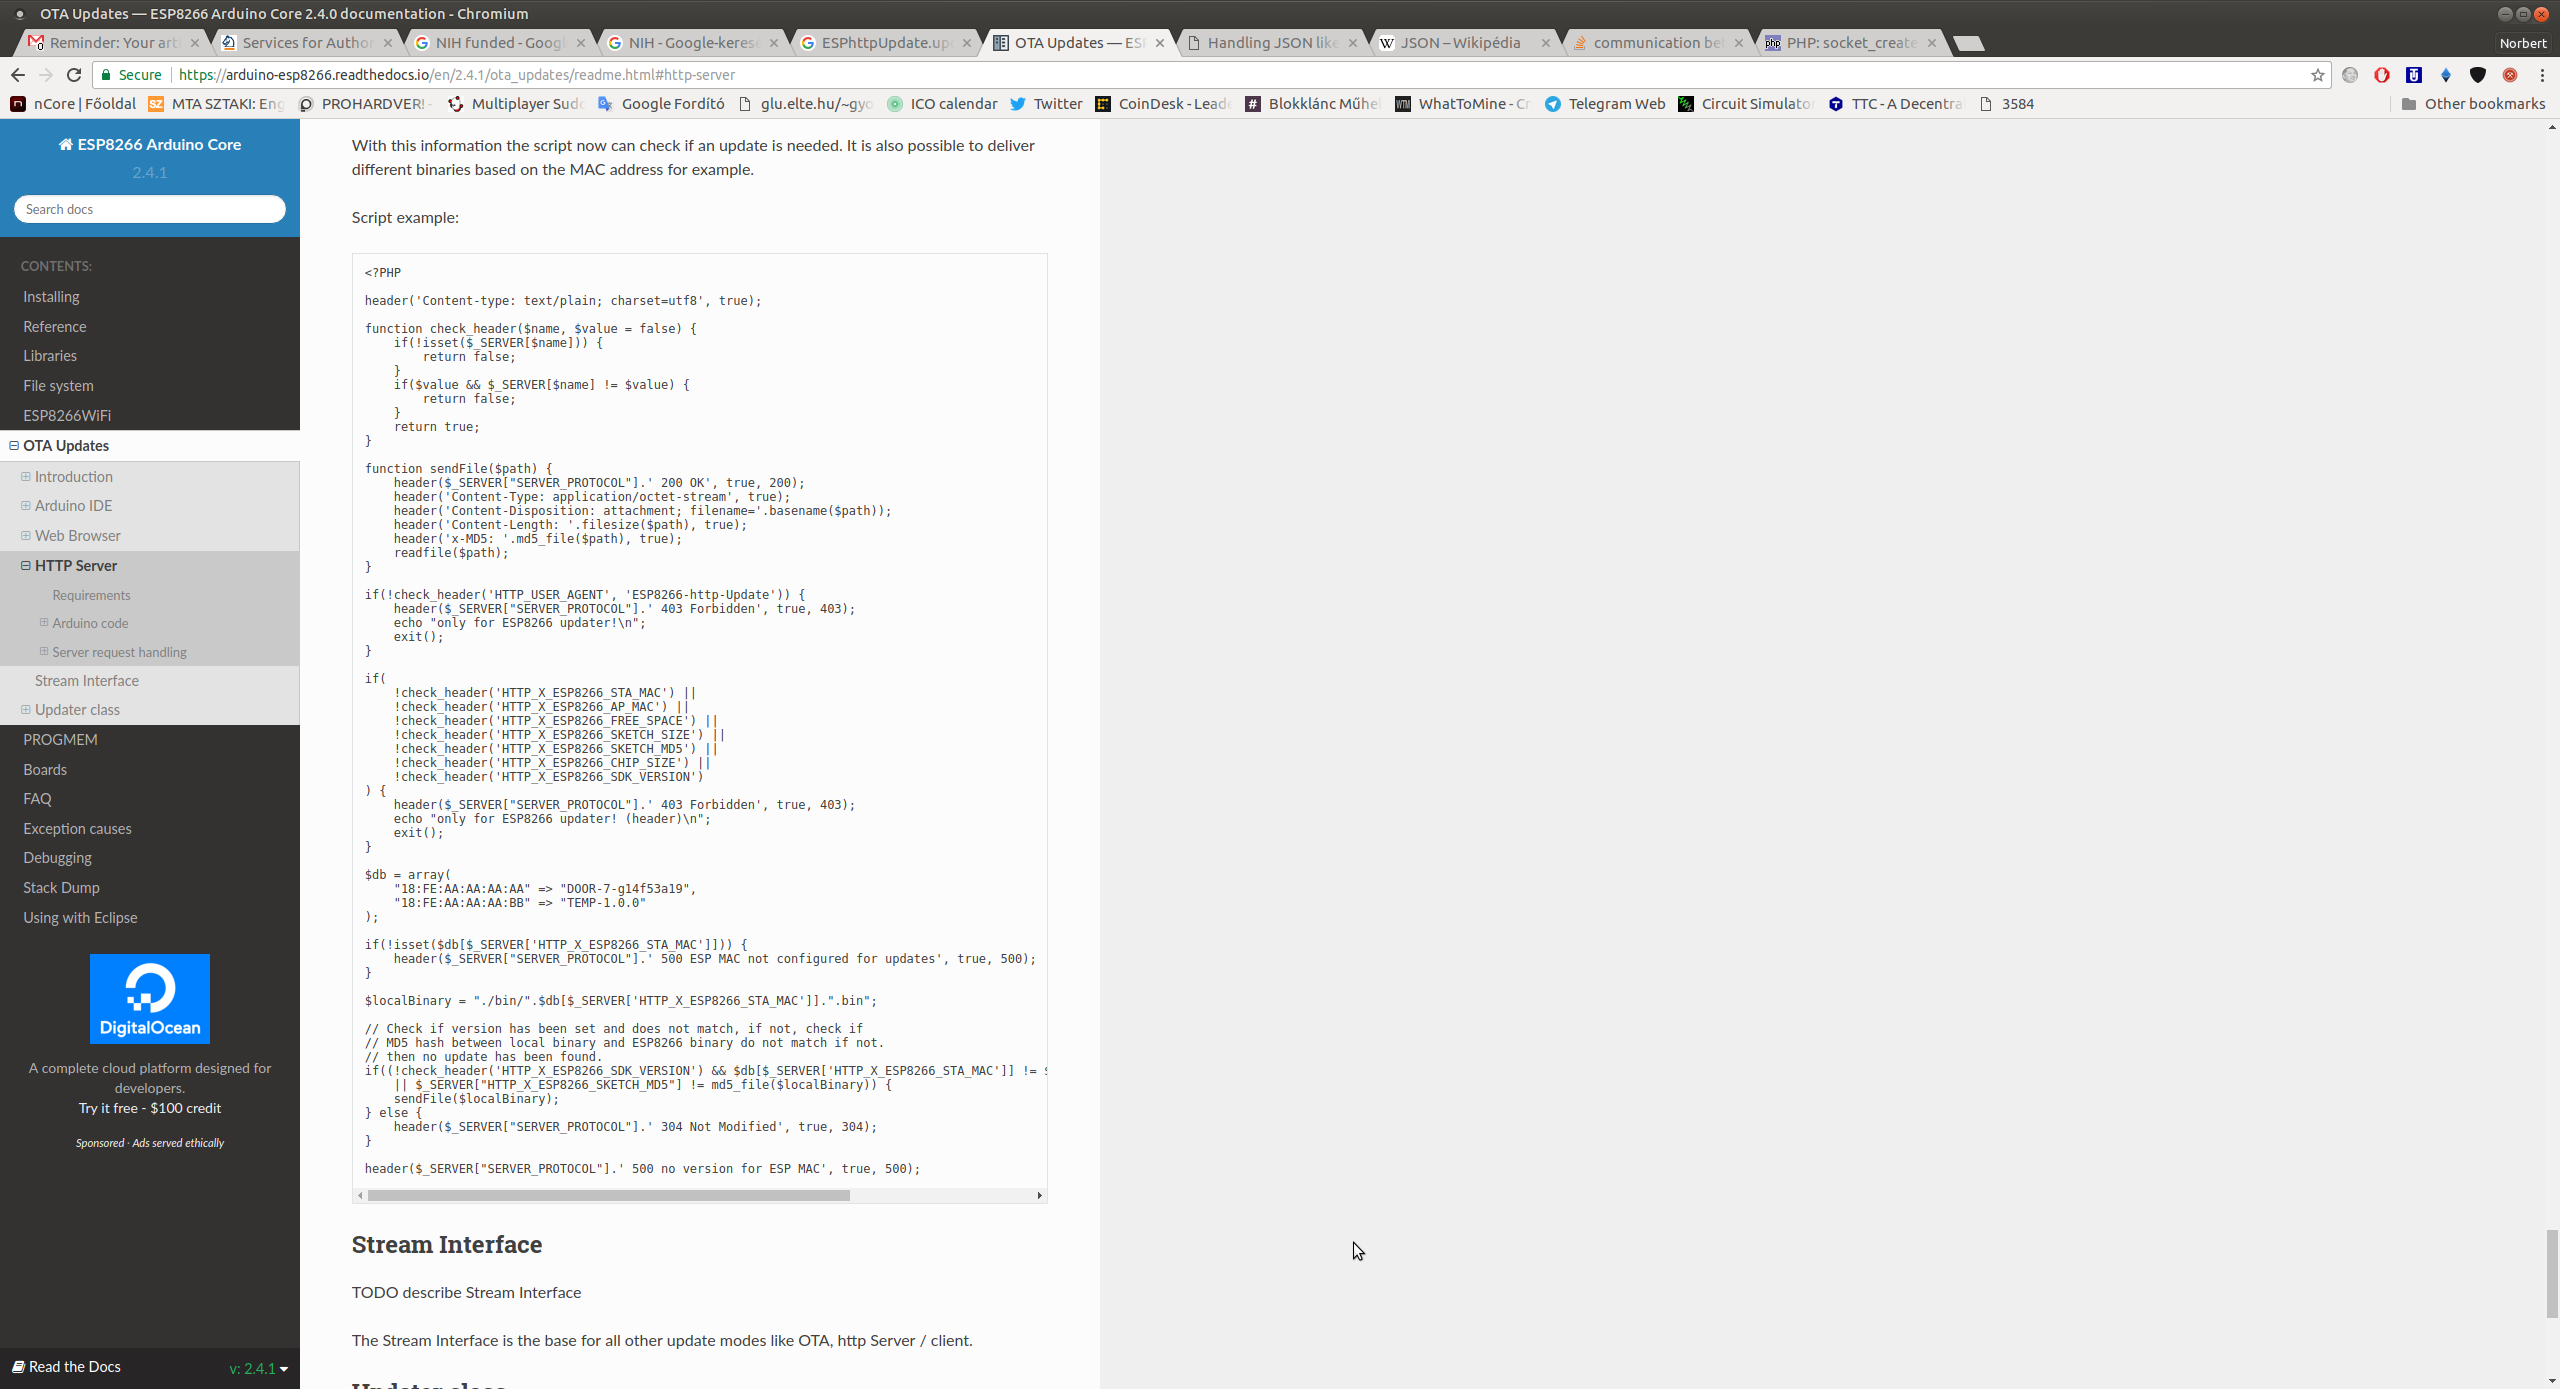 OTA Updates — ESP8266 Arduino Core 2.4.0 documentation - Chromium
Reminder: Your art
Services for Author
NIH funded - Googl
NIH - Google-keres
ESPhttpUpdate.up
OTA Updates — ES
Handling JSON like
JSON – Wikipédia
communication be
PHP: socket_create
Norbert
Secure
https://arduino-esp8266.readthedocs.io/en/2.4.1/ota_updates/readme.html#http-server
nCore | Főoldal
MTA SZTAKI: Eng
PROHARDVER! -
Multiplayer Sud
Google Fordító
glu.elte.hu/~gyo
ICO calendar
Twitter
CoinDesk - Lead
Blokklánc Műhe
WhatToMine - Cr
Telegram Web
Circuit Simulator
TTC - A Decentra
3584
Other bookmarks
ESP8266 Arduino Core
2.4.1
Search docs
CONTENTS:
Installing
Reference
Libraries
File system
ESP8266WiFi
OTA Updates
Introduction
Arduino IDE
Web Browser
HTTP Server
Requirements
Arduino code
Server request handling
Stream Interface
Updater class
PROGMEM
Boards
FAQ
Exception causes
Debugging
Stack Dump
Using with Eclipse
DigitalOcean
A complete cloud platform designed for
developers.
Try it free - $100 credit
Sponsored · Ads served ethically
Read the Docs
v: 2.4.1
With this information the script now can check if an update is needed. It is also possible to deliver
different binaries based on the MAC address for example.
Script example:
<?PHP
header('Content-type: text/plain; charset=utf8', true);
function check_header($name, $value = false) {
    if(!isset($_SERVER[$name])) {
        return false;
    }
    if($value && $_SERVER[$name] != $value) {
        return false;
    }
    return true;
}
function sendFile($path) {
    header($_SERVER["SERVER_PROTOCOL"].' 200 OK', true, 200);
    header('Content-Type: application/octet-stream', true);
    header('Content-Disposition: attachment; filename='.basename($path));
    header('Content-Length: '.filesize($path), true);
    header('x-MD5: '.md5_file($path), true);
    readfile($path);
}
if(!check_header('HTTP_USER_AGENT', 'ESP8266-http-Update')) {
    header($_SERVER["SERVER_PROTOCOL"].' 403 Forbidden', true, 403);
    echo "only for ESP8266 updater!\n";
    exit();
}
if(
    !check_header('HTTP_X_ESP8266_STA_MAC') ||
    !check_header('HTTP_X_ESP8266_AP_MAC') ||
    !check_header('HTTP_X_ESP8266_FREE_SPACE') ||
    !check_header('HTTP_X_ESP8266_SKETCH_SIZE') ||
    !check_header('HTTP_X_ESP8266_SKETCH_MD5') ||
    !check_header('HTTP_X_ESP8266_CHIP_SIZE') ||
    !check_header('HTTP_X_ESP8266_SDK_VERSION')
) {
    header($_SERVER["SERVER_PROTOCOL"].' 403 Forbidden', true, 403);
    echo "only for ESP8266 updater! (header)\n";
    exit();
}
$db = array(
    "18:FE:AA:AA:AA:AA" => "DOOR-7-g14f53a19",
    "18:FE:AA:AA:AA:BB" => "TEMP-1.0.0"
);
if(!isset($db[$_SERVER['HTTP_X_ESP8266_STA_MAC']])) {
    header($_SERVER["SERVER_PROTOCOL"].' 500 ESP MAC not configured for updates', true, 500);
}
$localBinary = "./bin/".$db[$_SERVER['HTTP_X_ESP8266_STA_MAC']].".bin";
// Check if version has been set and does not match, if not, check if
// MD5 hash between local binary and ESP8266 binary do not match if not.
// then no update has been found.
if((!check_header('HTTP_X_ESP8266_SDK_VERSION') && $db[$_SERVER['HTTP_X_ESP8266_STA_MAC']] != $
    || $_SERVER["HTTP_X_ESP8266_SKETCH_MD5"] != md5_file($localBinary)) {
    sendFile($localBinary);
} else {
    header($_SERVER["SERVER_PROTOCOL"].' 304 Not Modified', true, 304);
}
header($_SERVER["SERVER_PROTOCOL"].' 500 no version for ESP MAC', true, 500);
Stream Interface
TODO describe Stream Interface
The Stream Interface is the base for all other update modes like OTA, http Server / client.
Updater class